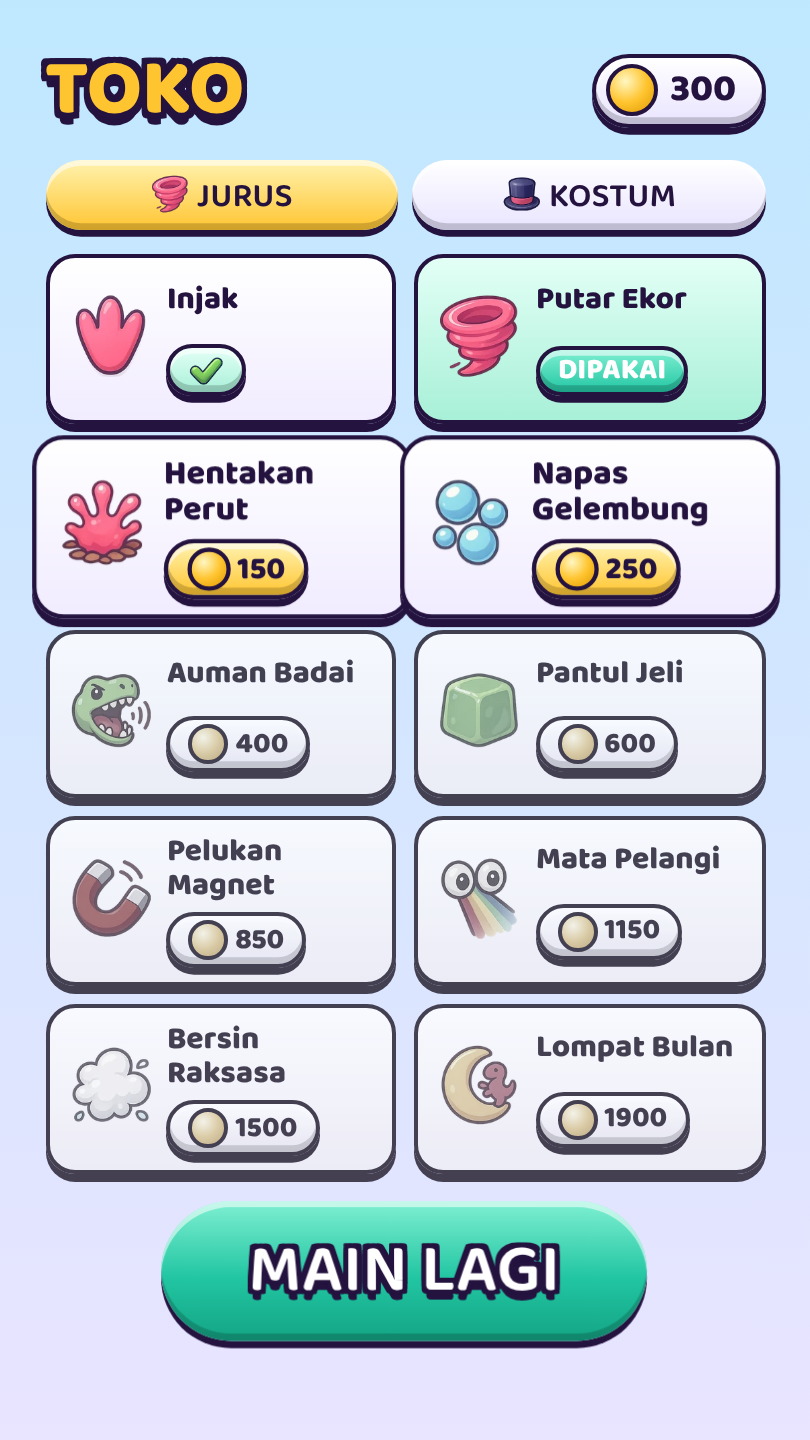 TOKO
300
JURUS
KOSTUM
Injak
Putar Ekor
DIPAKAI
Hentakan
Perut
150
Napas
Gelembung
250
Auman Badai
400
Pantul Jeli
600
Pelukan
Magnet
850
Mata Pelangi
1150
Bersin
Raksasa
1500
Lompat Bulan
1900
MAIN LAGI